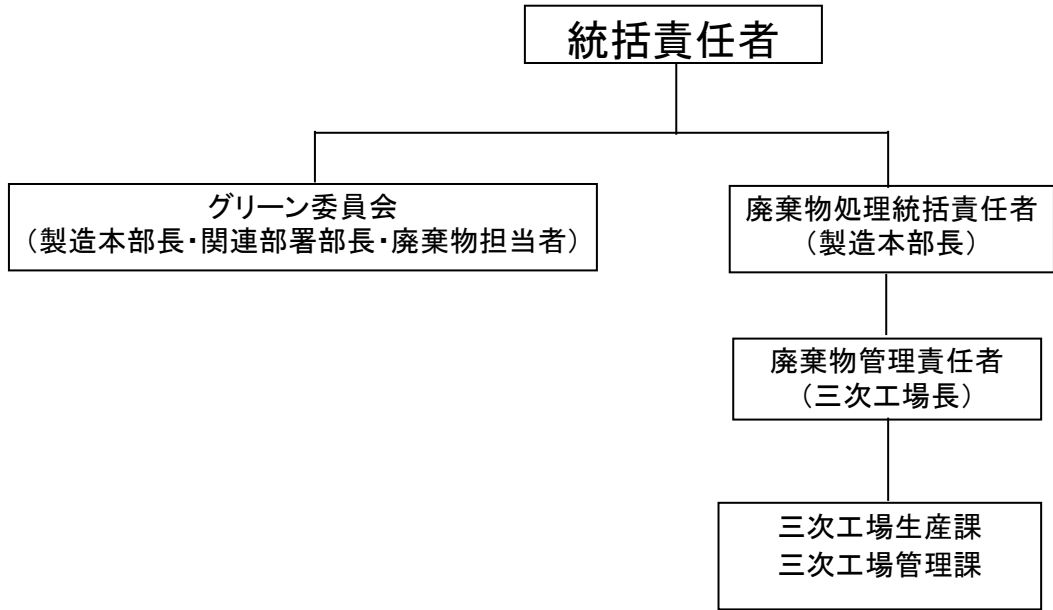 統括責任者
グリーン委員会
（製造本部長・関連部署部長・廃棄物担当者）
廃棄物処理統括責任者
（製造本部長）
廃棄物管理責任者
（三次工場長）
三次工場生産課
三次工場管理課